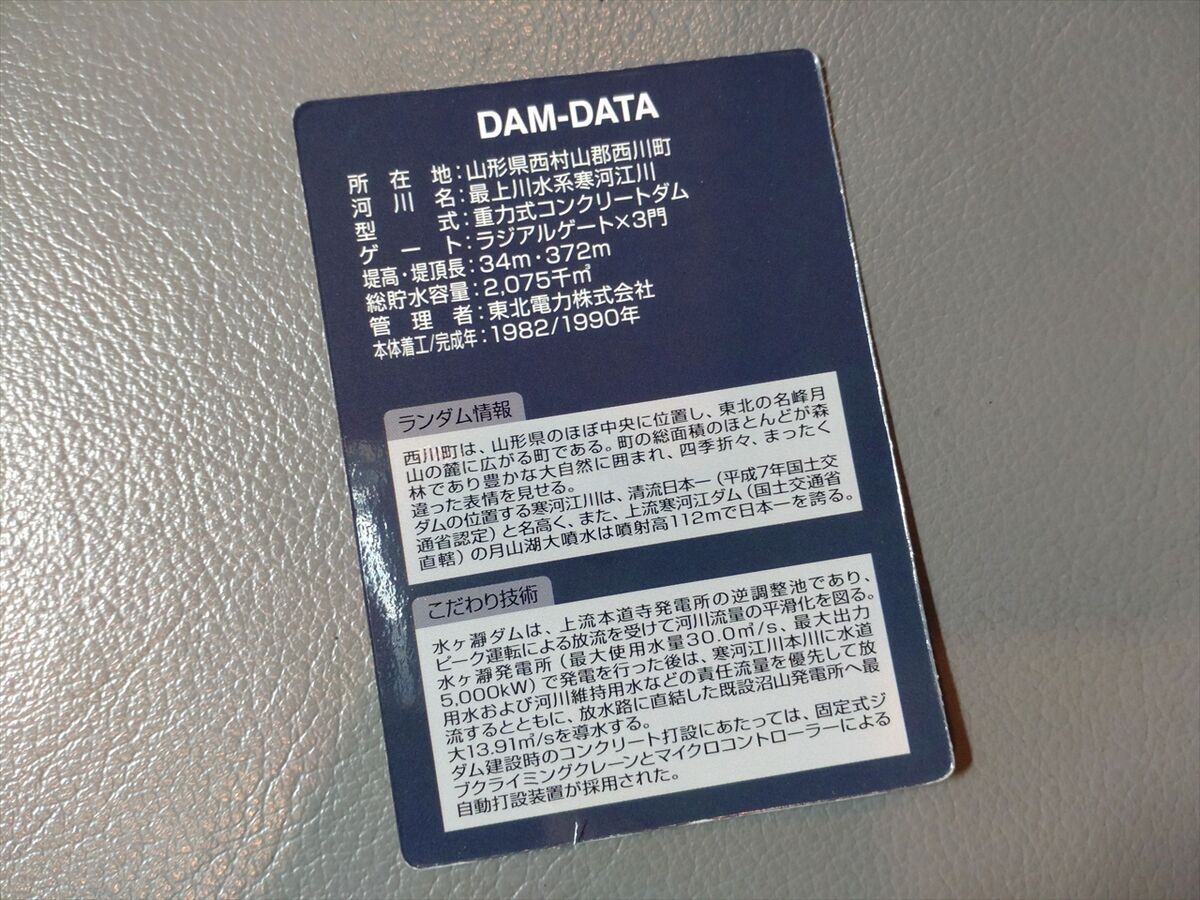 DAM-DATA
所在地:山形県西村山郡西川町
河川名:最上川水系寒河江川
型式:重力式コンクリートダム
ゲート:ラジアルゲート×3門
堤高・堤頂長:34m・372m
総貯水容量:2,075千㎥
管理者:東北電力株式会社
本体着工/完成年:1982/1990年
ランダム情報
西川町は、山形県のほぼ中央に位置し、東北の名峰月
山の麓に広がる町である。町の総面積のほとんどが森
林であり豊かな大自然に囲まれ、四季折々、まったく
違った表情を見せる。
ダムの位置する寒河江川は、清流日本一(平成7年国土交
通省認定)と名高く、また、上流寒河江ダム(国土交通省
直轄)の月山湖大噴水は噴射高112mで日本一を誇る。
こだわり技術
水ヶ瀞ダムは、上流本道寺発電所の逆調整池であり、
ピーク運転による放流を受けて河川流量の平滑化を図る。
水ヶ瀞発電所(最大使用水量30.0㎥/s、最大出力
5,000kW)で発電を行った後は、寒河江川本川に水道
用水および河川維持用水などの責任流量を優先して放
流するとともに、放水路に直結した既設沼山発電所へ最
大13.91㎥/sを導水する。
ダム建設時のコンクリート打設にあたっては、固定式ジ
ブクライミングクレーンとマイクロコントローラーによる
自動打設装置が採用された。